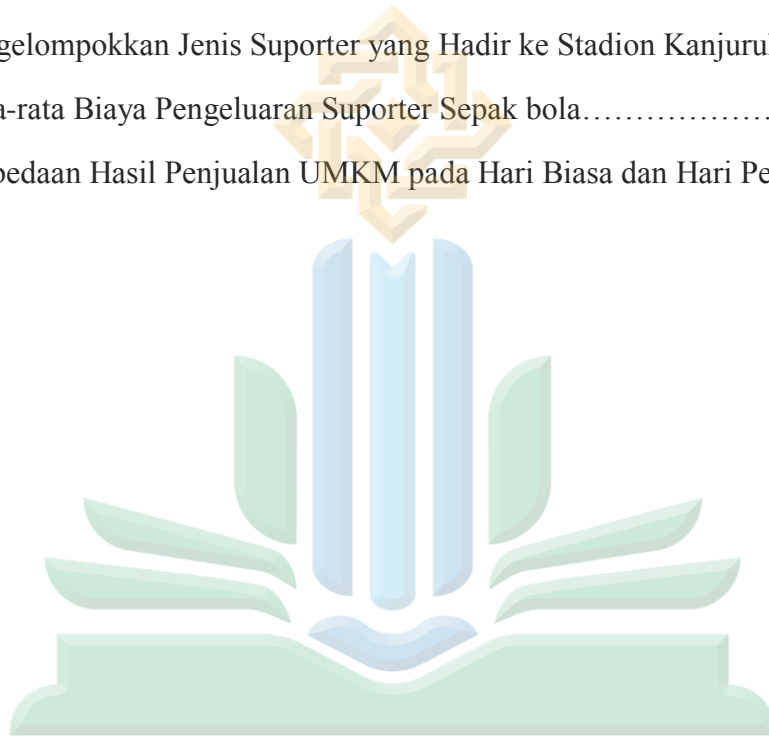 gelompokkan Jenis Suporter yang Hadir ke Stadion Kanjuru
a-rata Biaya Pengeluaran Suporter Sepak bola....................
bedaan Hasil Penjualan UMKM pada Hari Biasa dan Hari Pe